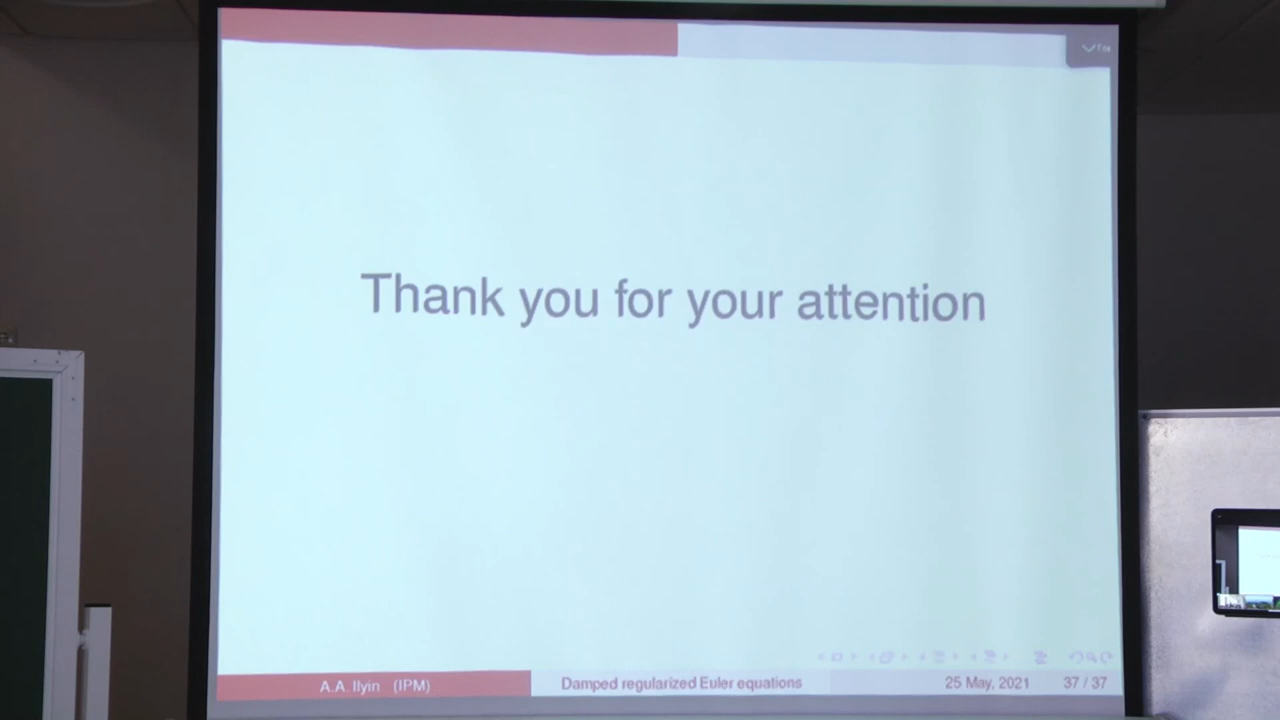 Thank you for your attention
A.A. Ilyin (IPM) Damped regularized Euler equations 25 May, 2021 37 / 37